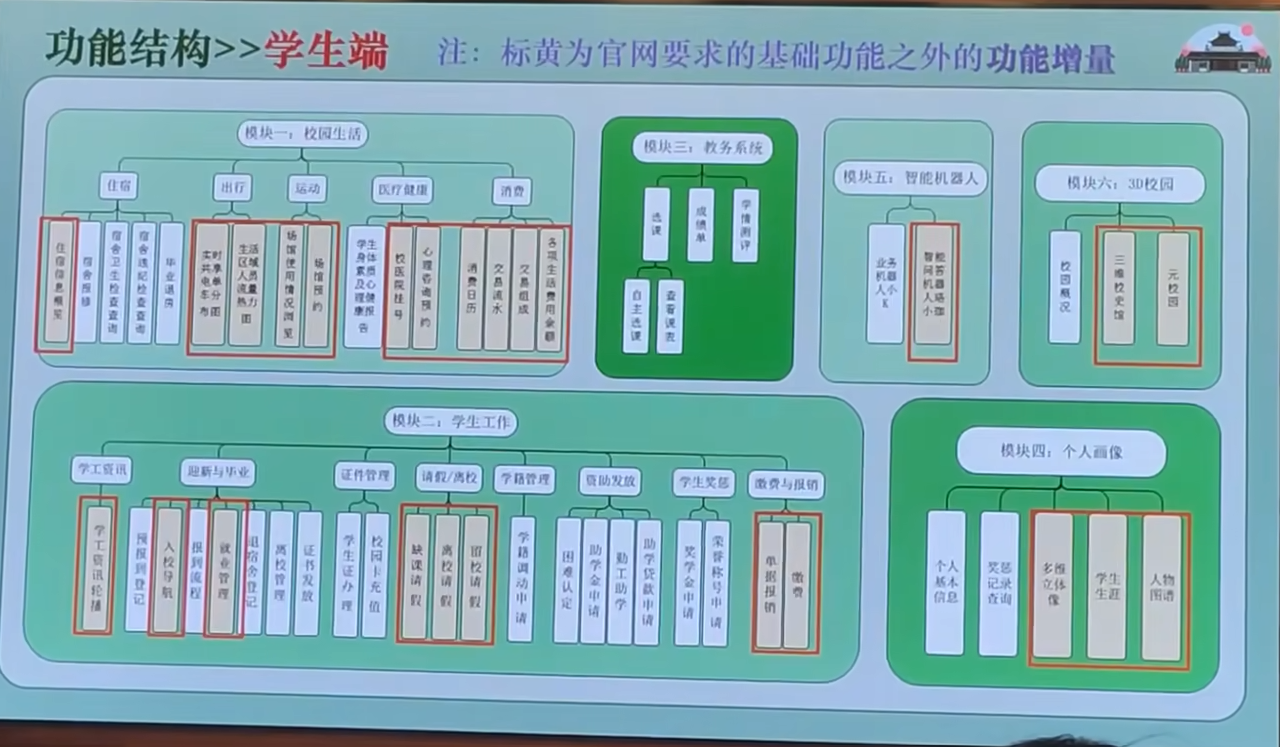 功能结构>>学生端
注：标黄为官网要求的基础功能之外的功能增量
模块一：校园生活
住宿
出行
运动
医疗健康
消费
住宿信息概览
宿舍报修
宿舍卫生检查查询
宿舍违纪检查查询
毕业退房
实时共享电单车分布图
生活区域人员流量热力图
场馆使用情况浏览
场馆预约
学生身体素质及心理健康报告
校医院挂号
心理咨询预约
消费日历
交易流水
交易组成
各项生活费用余额
模块三：教务系统
选课
成绩单
学情测评
自主选课
查看课表
模块五：智能机器人
业务机器人小K
智能问答机器人小珞珈
模块六：3D校园
校园概况
三维校史馆
元校园
模块二：学生工作
学工资讯
迎新与毕业
证件管理
请假/离校
学籍管理
资助发放
学生奖惩
缴费与报销
学工资讯轮播
预报到登记
入校导航
报到流程
就业管理
退宿舍登记
离校管理
证书发放
学生证办理
校园卡充值
缺课请假
离校请假
留校请假
学籍调动申请
困难认定
助学金申请
勤工助学
助学贷款申请
奖学金申请
荣誉称号申请
单据报销
缴费
模块四：个人画像
个人基本信息
奖惩记录查询
多维立体像
学生生涯
人物图谱